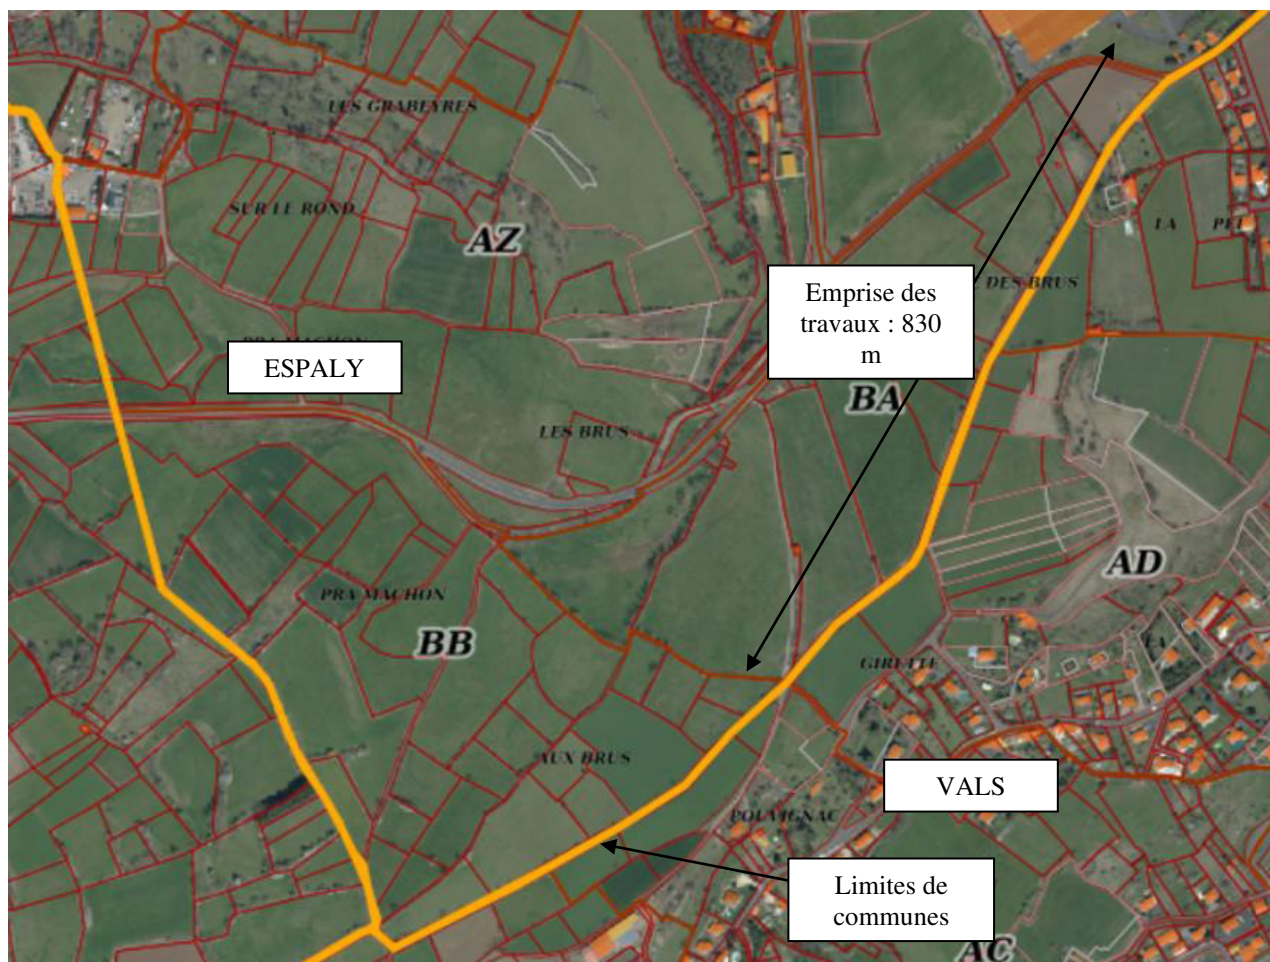 LES GRABEYRES
SUR LE ROND
AZ
LA
DES BRUS
Emprise des
travaux : 830
m
ESPALY
BA
LES BRUS
AD
PRA MACHON
BB
LA
GIRETTE
AUX BRUS
VALS
POUVIGNAC
Limites de
communes
AC